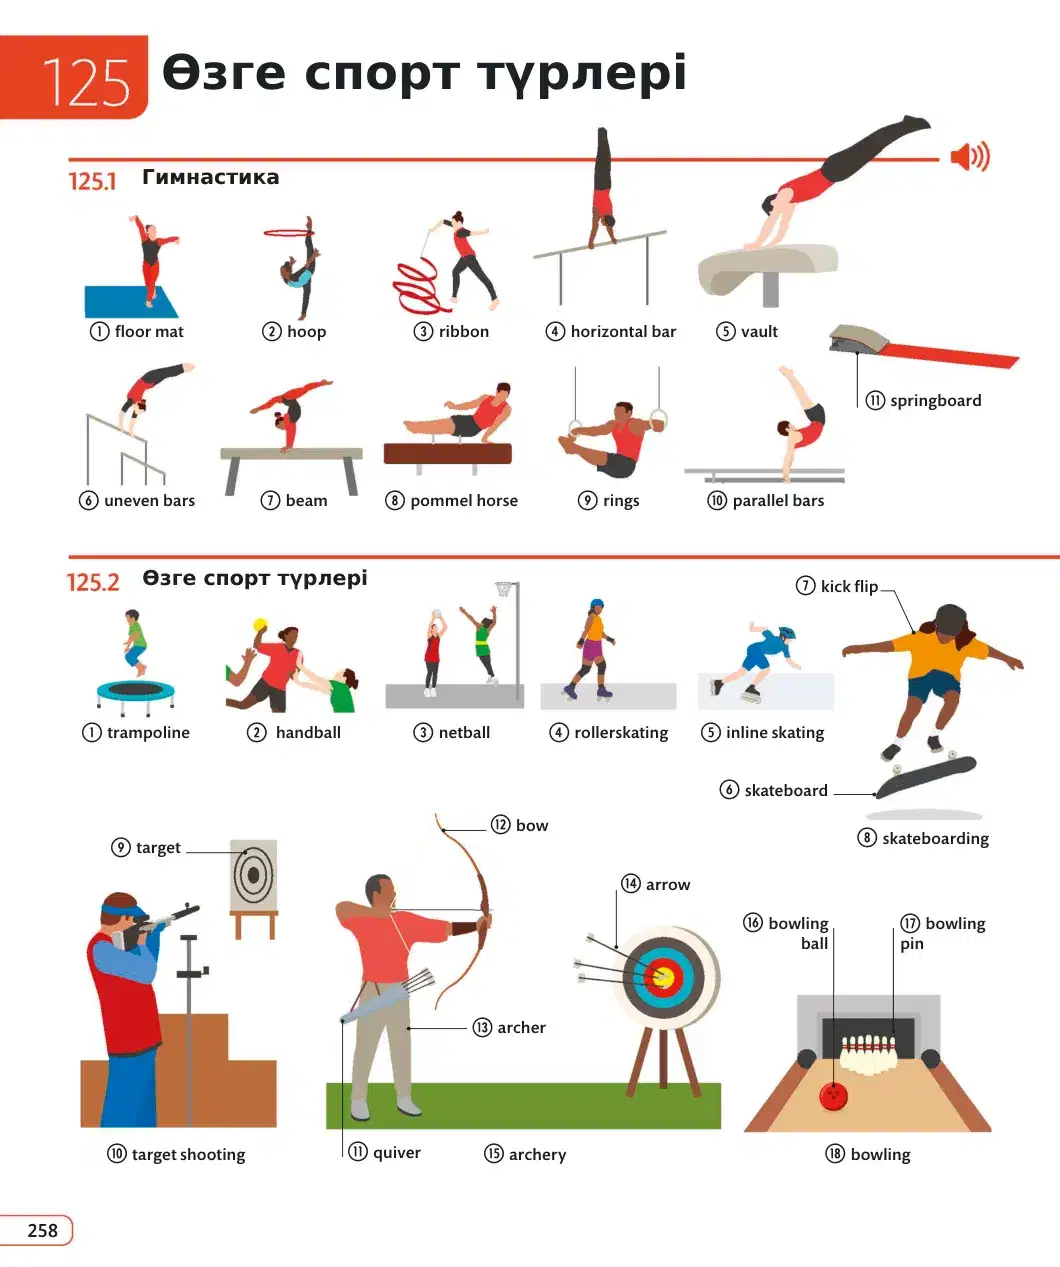 125 Өзге спорт түрлері
125.1 Гимнастика
1 floor mat
2 hoop
3 ribbon
4 horizontal bar
5 vault
11 springboard
6 uneven bars
7 beam
8 pommel horse
9 rings
10 parallel bars
125.2 Өзге спорт түрлері
7 kick flip
1 trampoline
2 handball
3 netball
4 rollerskating
5 inline skating
6 skateboard
8 skateboarding
9 target
12 bow
14 arrow
16 bowling
ball
17 bowling
pin
13 archer
10 target shooting
11 quiver
15 archery
18 bowling
258